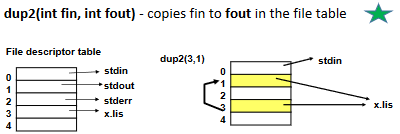 dup2(int fin, int fout) - copies fin to fout in the file table
File descriptor table
0
1
2
3
4
stdin
stdout
stderr
x.lis
dup2(3,1)
0
1
2
3
4
stdin
x.lis